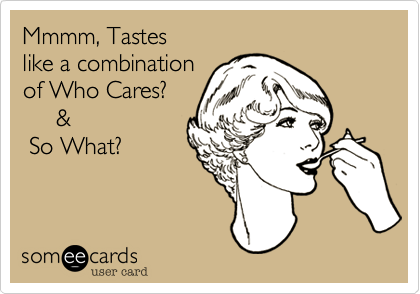 Mmmm, Tastes
like a combination
of Who Cares?
&
So What?
someecards
user card